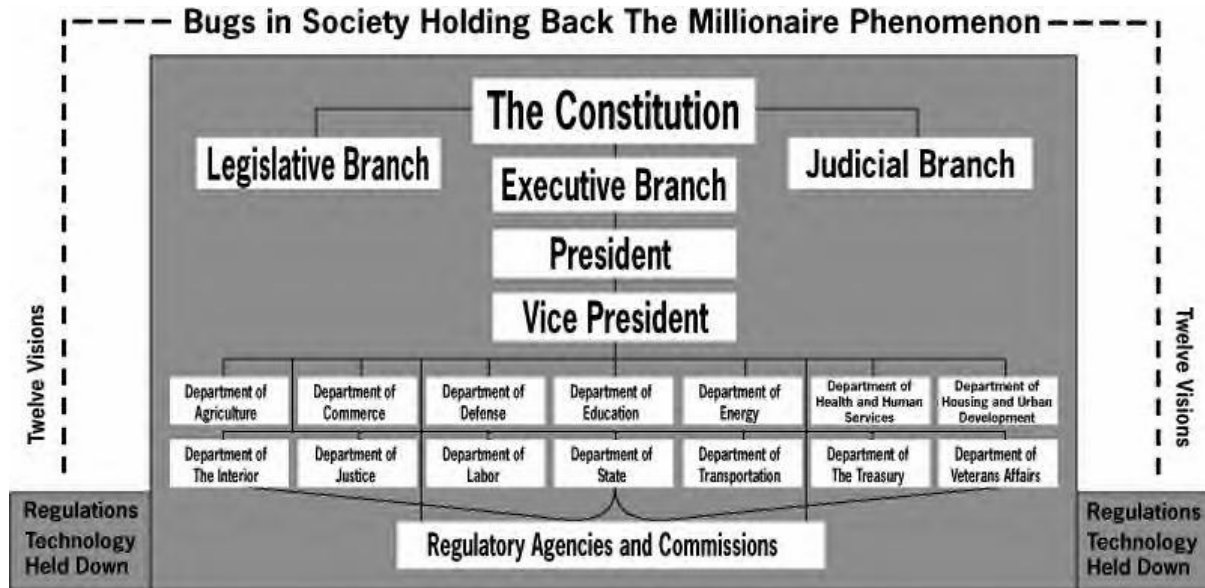 Bugs in Society Holding Back The Millionaire Phenomenon
The Constitution
Legislative Branch
Judicial Branch
Executive Branch
President
Vice President
Twelve Visions
Twelve Visions
Department of
Agriculture
Department of
Commerce
Department of
Defense
Department of
Education
Department of
Energy
Department of
Health and Human
Services
Department of
Housing and Urban
Development
Department of
The Interior
Department of
Justice
Department of
Labor
Department of
State
Department of
Transportation
Department of
The Treasury
Department of
Veterans Affairs
Regulations
Technology
Held Down
Regulatory Agencies and Commissions
Regulations
Technology
Held Down